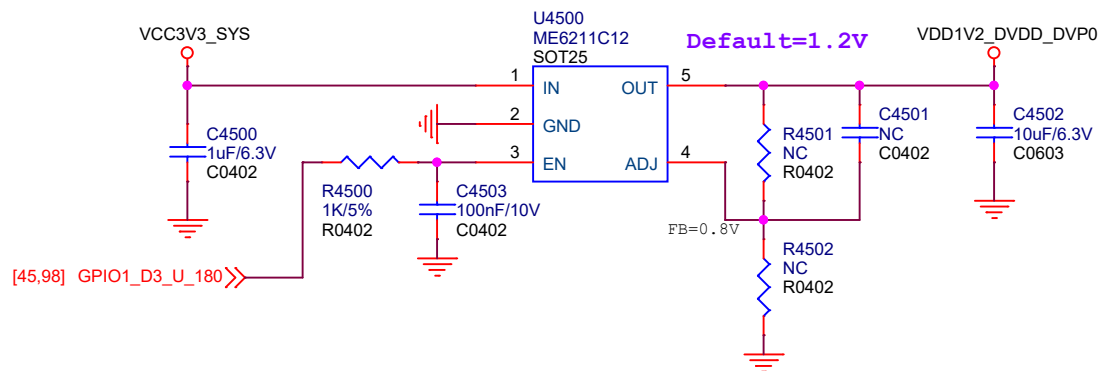 U4500
ME6211C12
SOT25
VCC3V3_SYS
Default=1.2V
VDD1V2_DVDD_DVP0
1
IN
OUT
5
2
GND
3
EN
ADJ
4
C4500
1uF/6.3V
C0402
R4501
NC
R0402
C4501
NC
C0402
C4502
10uF/6.3V
C0603
R4500
1K/5%
R0402
C4503
100nF/10V
C0402
FB=0.8V
R4502
NC
R0402
[45,98] GPIO1_D3_U_180